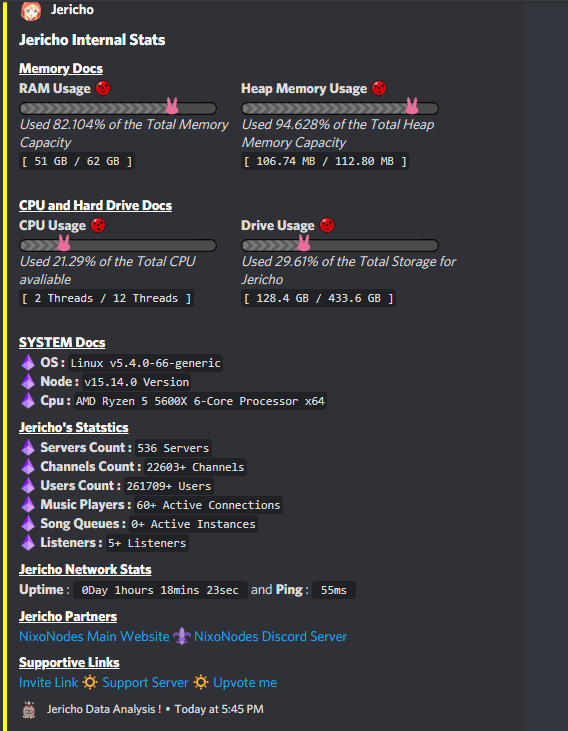 Jericho
Jericho Internal Stats
Memory Docs
RAM Usage
Used 82.104% of the Total Memory
Capacity
[ 51 GB / 62 GB ]
Heap Memory Usage
Used 94.628% of the Total Heap
Memory Capacity
[ 106.74 MB / 112.80 MB ]
CPU and Hard Drive Docs
CPU Usage
Used 21.29% of the Total CPU
avaliable
[ 2 Threads / 12 Threads ]
Drive Usage
Used 29.61% of the Total Storage for
Jericho
[ 128.4 GB / 433.6 GB ]
SYSTEM Docs
OS : Linux v5.4.0-66-generic
Node : v15.14.0 Version
Cpu : AMD Ryzen 5 5600X 6-Core Processor x64
Jericho's Statstics
Servers Count : 536 Servers
Channels Count : 22603+ Channels
Users Count : 261709+ Users
Music Players : 60+ Active Connections
Song Queues : 0+ Active Instances
Listeners : 5+ Listeners
Jericho Network Stats
Uptime : 0Day 1hours 18mins 23sec and Ping : 55ms
Jericho Partners
NixoNodes Main Website NixoNodes Discord Server
Supportive Links
Invite Link Support Server Upvote me
Jericho Data Analysis ! • Today at 5:45 PM